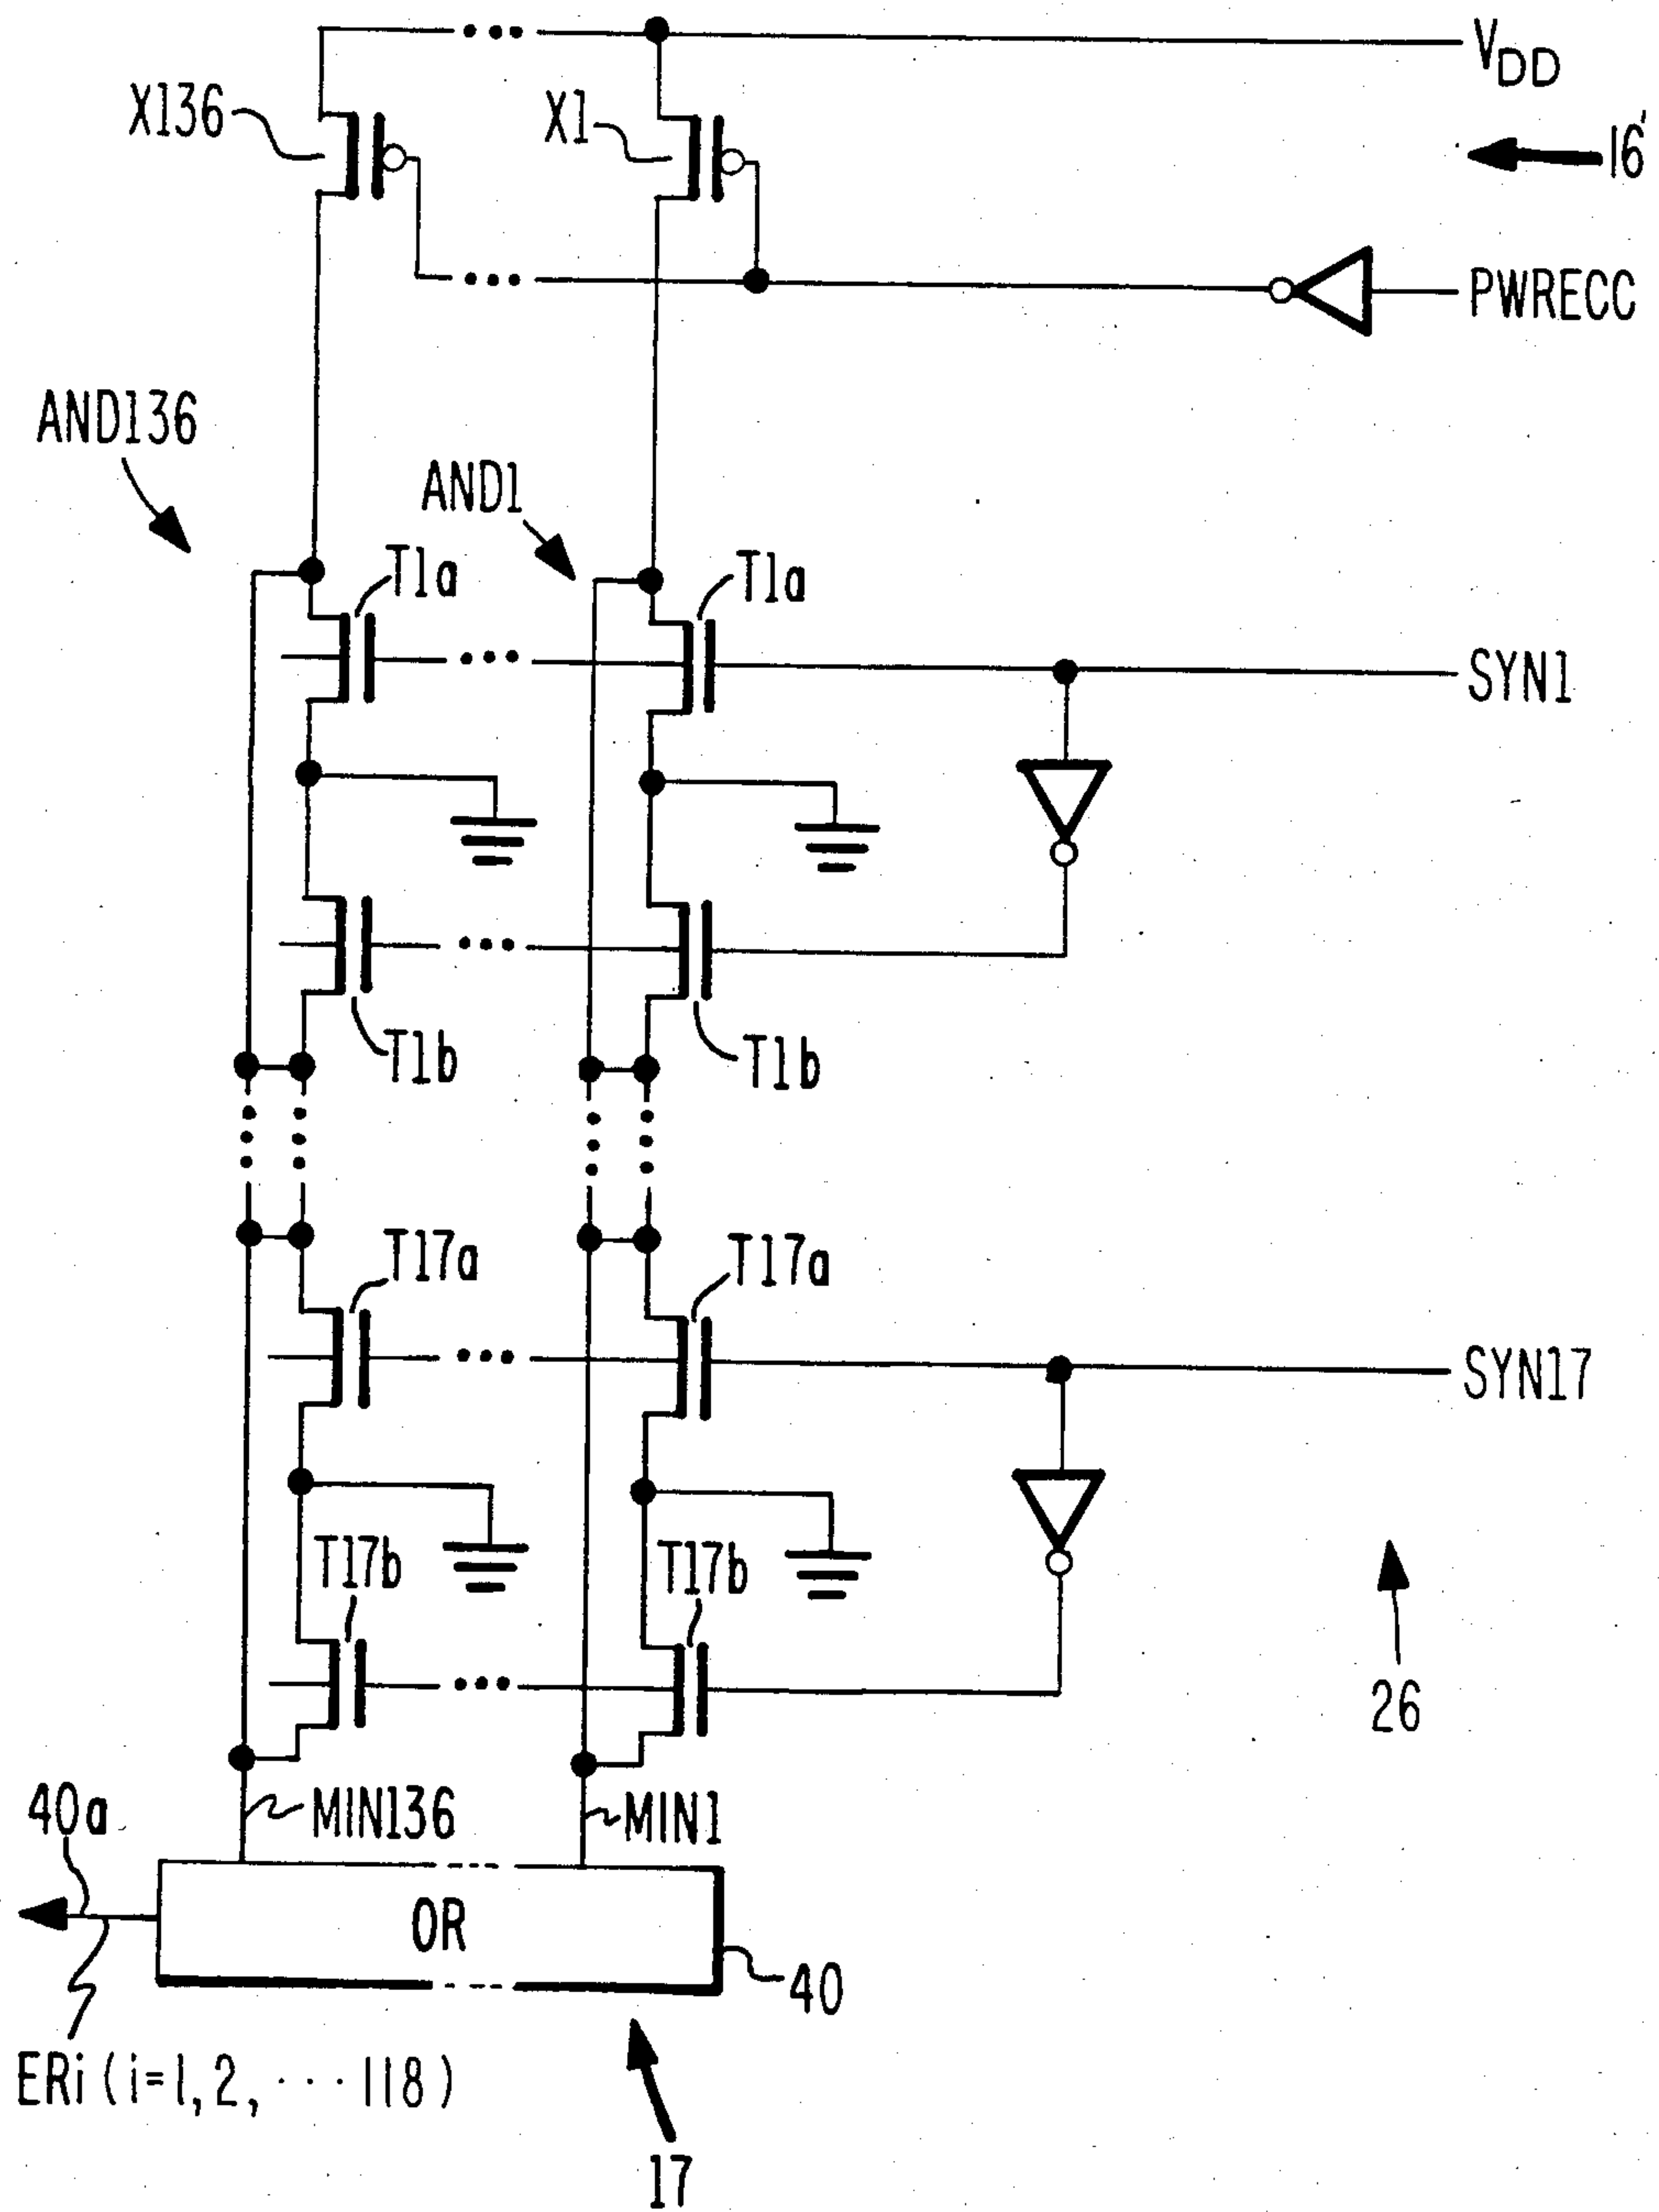 VDD
X136
X1
16'
PWRECC
AND136
AND1
T1a
T1a
SYN1
T1b
T1b
T17a
T17a
SYN17
T17b
T17b
26
40a
MIN136
MIN1
OR
40
ERi (i=1, 2, ··· 118)
17